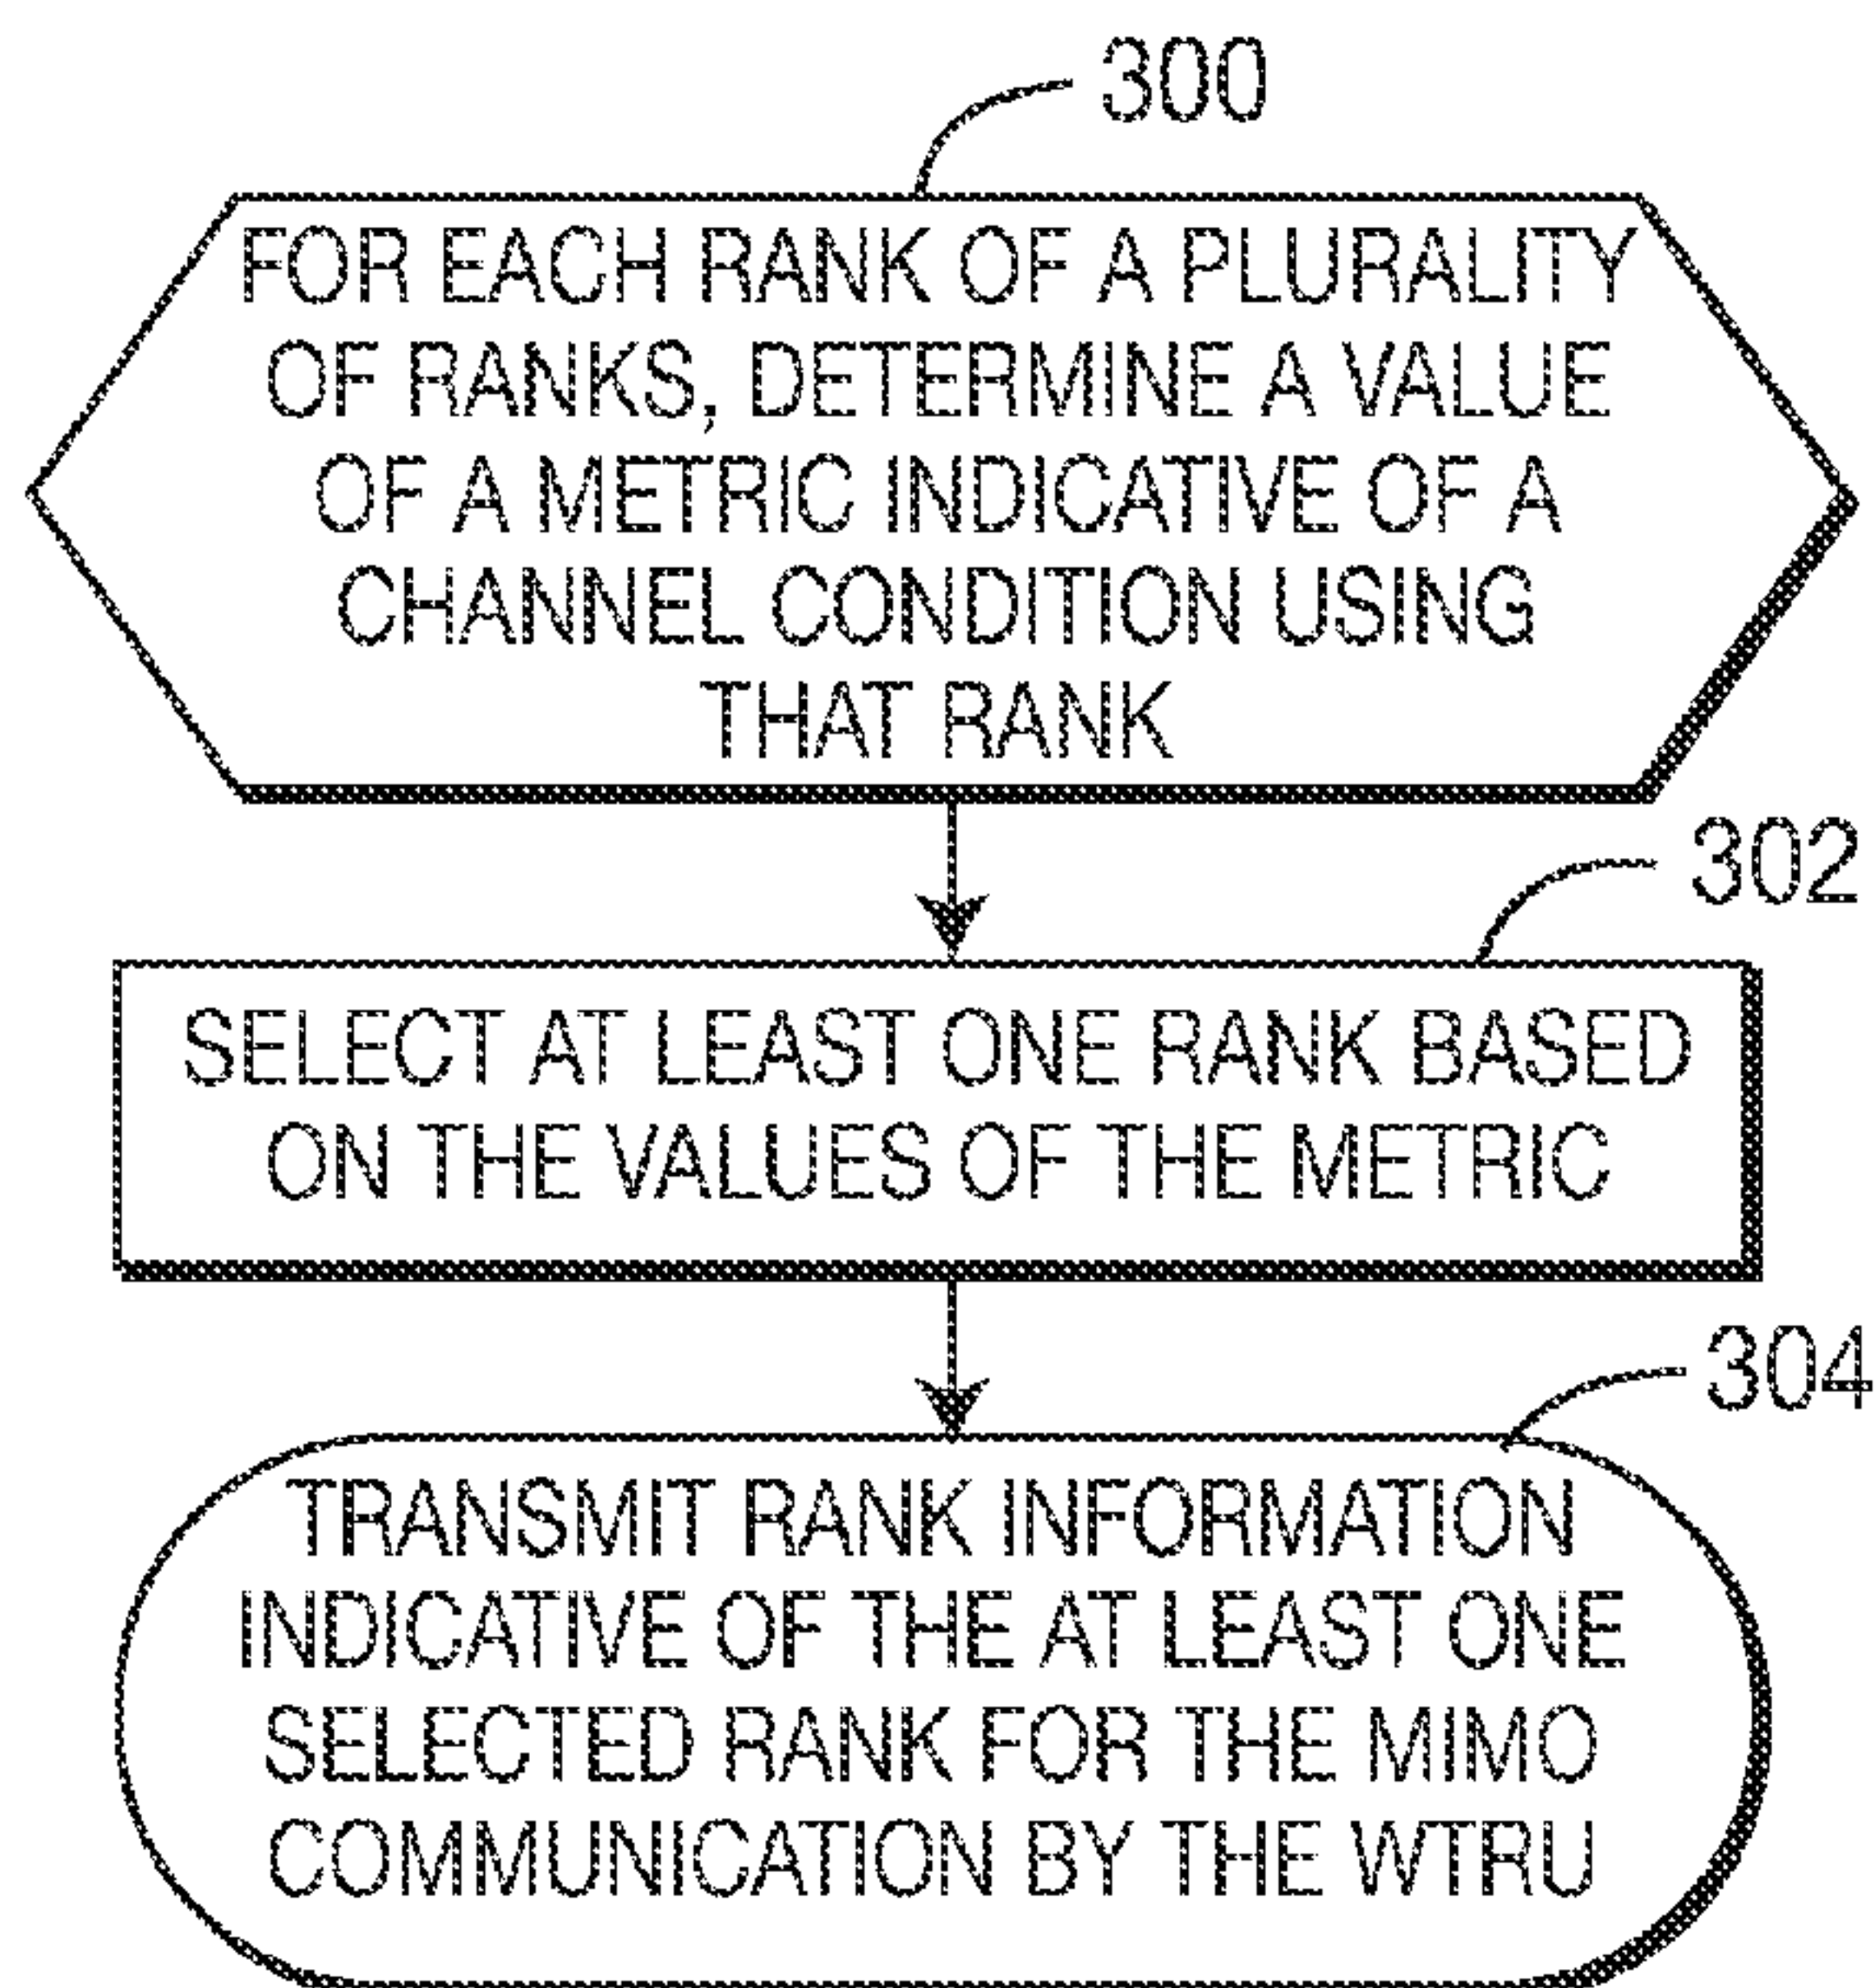 300
FOR EACH RANK OF A PLURALITY
OF RANKS, DETERMINE A VALUE
OF A METRIC INDICATIVE OF A
CHANNEL CONDITION USING
THAT RANK
302
SELECT AT LEAST ONE RANK BASED
ON THE VALUES OF THE METRIC
304
TRANSMIT RANK INFORMATION
INDICATIVE OF THE AT LEAST ONE
SELECTED RANK FOR THE MIMO
COMMUNICATION BY THE WTRU